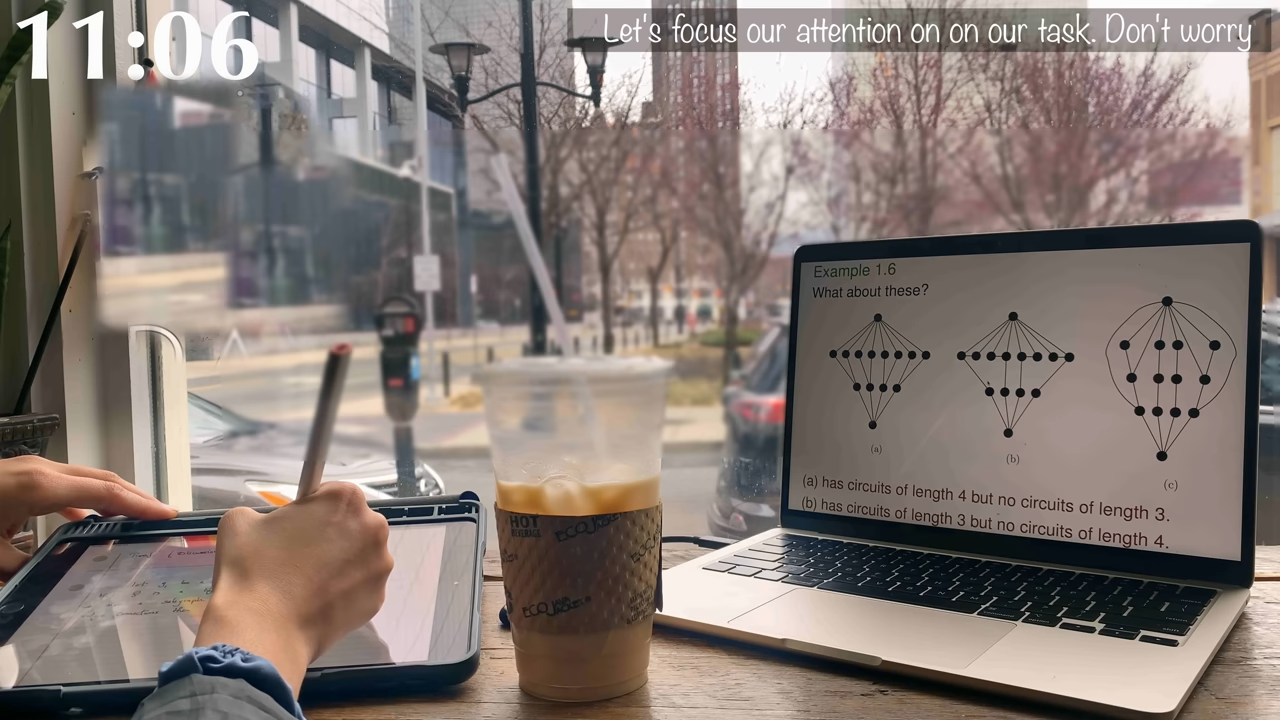 11:06
Let's focus our attention on on our task. Don't worry
Example 1.6
What about these?
(a)
(b)
(c)
(a) has circuits of length 4 but no circuits of length 3.
(b) has circuits of length 3 but no circuits of length 4.
HOT
BEVERAGE
ECO
ECO